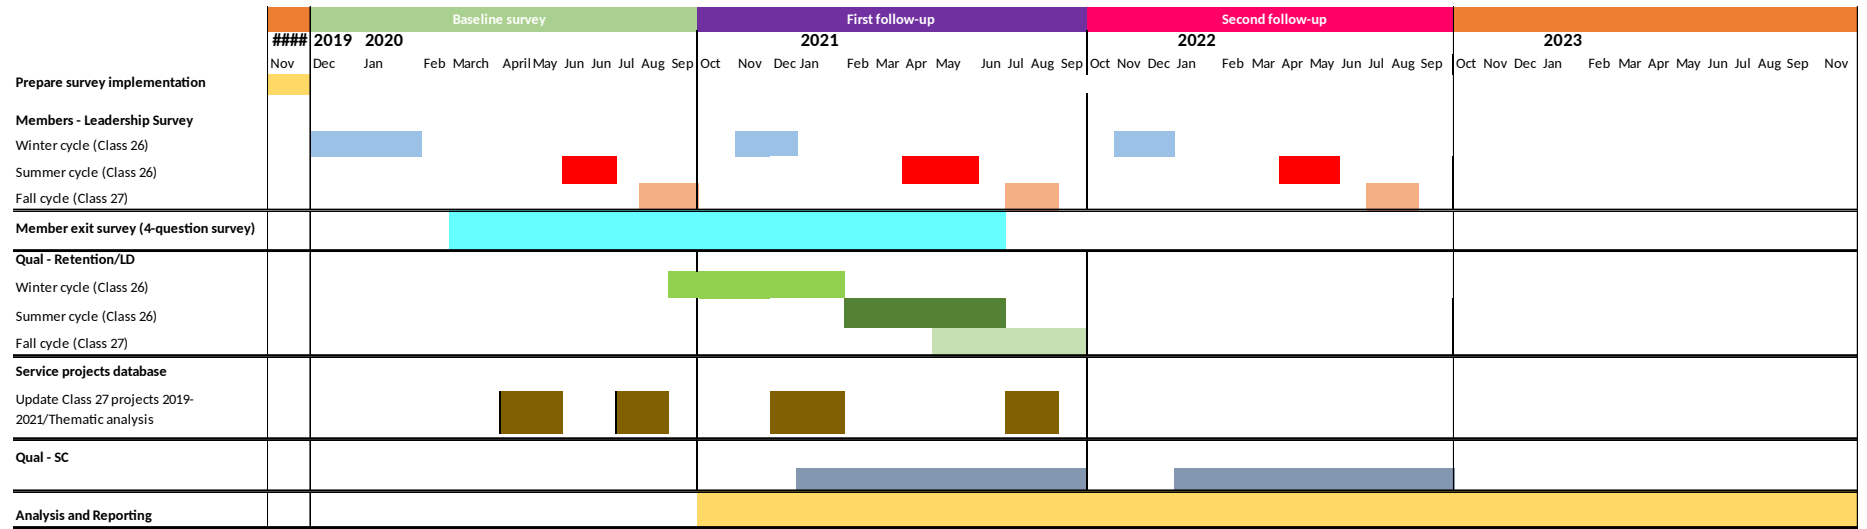 Baseline survey First follow-up Second follow-up
#### 2019 2020 2021 2022 2023
Nov Dec Jan Feb March April May Jun Jun Jul Aug Sep Oct Nov Dec Jan Feb Mar Apr May Jun Jul Aug Sep Oct Nov Dec Jan Feb Mar Apr May Jun Jul Aug Sep Oct Nov Dec Jan Feb Mar Apr May Jun Jul Aug Sep Nov
Prepare survey implementation
Members - Leadership Survey
Winter cycle (Class 26)
Summer cycle (Class 26)
Fall cycle (Class 27)
Member exit survey (4-question survey)
Qual - Retention/LD
Winter cycle (Class 26)
Summer cycle (Class 26)
Fall cycle (Class 27)
Service projects database
Update Class 27 projects 2019-
2021/Thematic analysis
Qual - SC
Analysis and Reporting